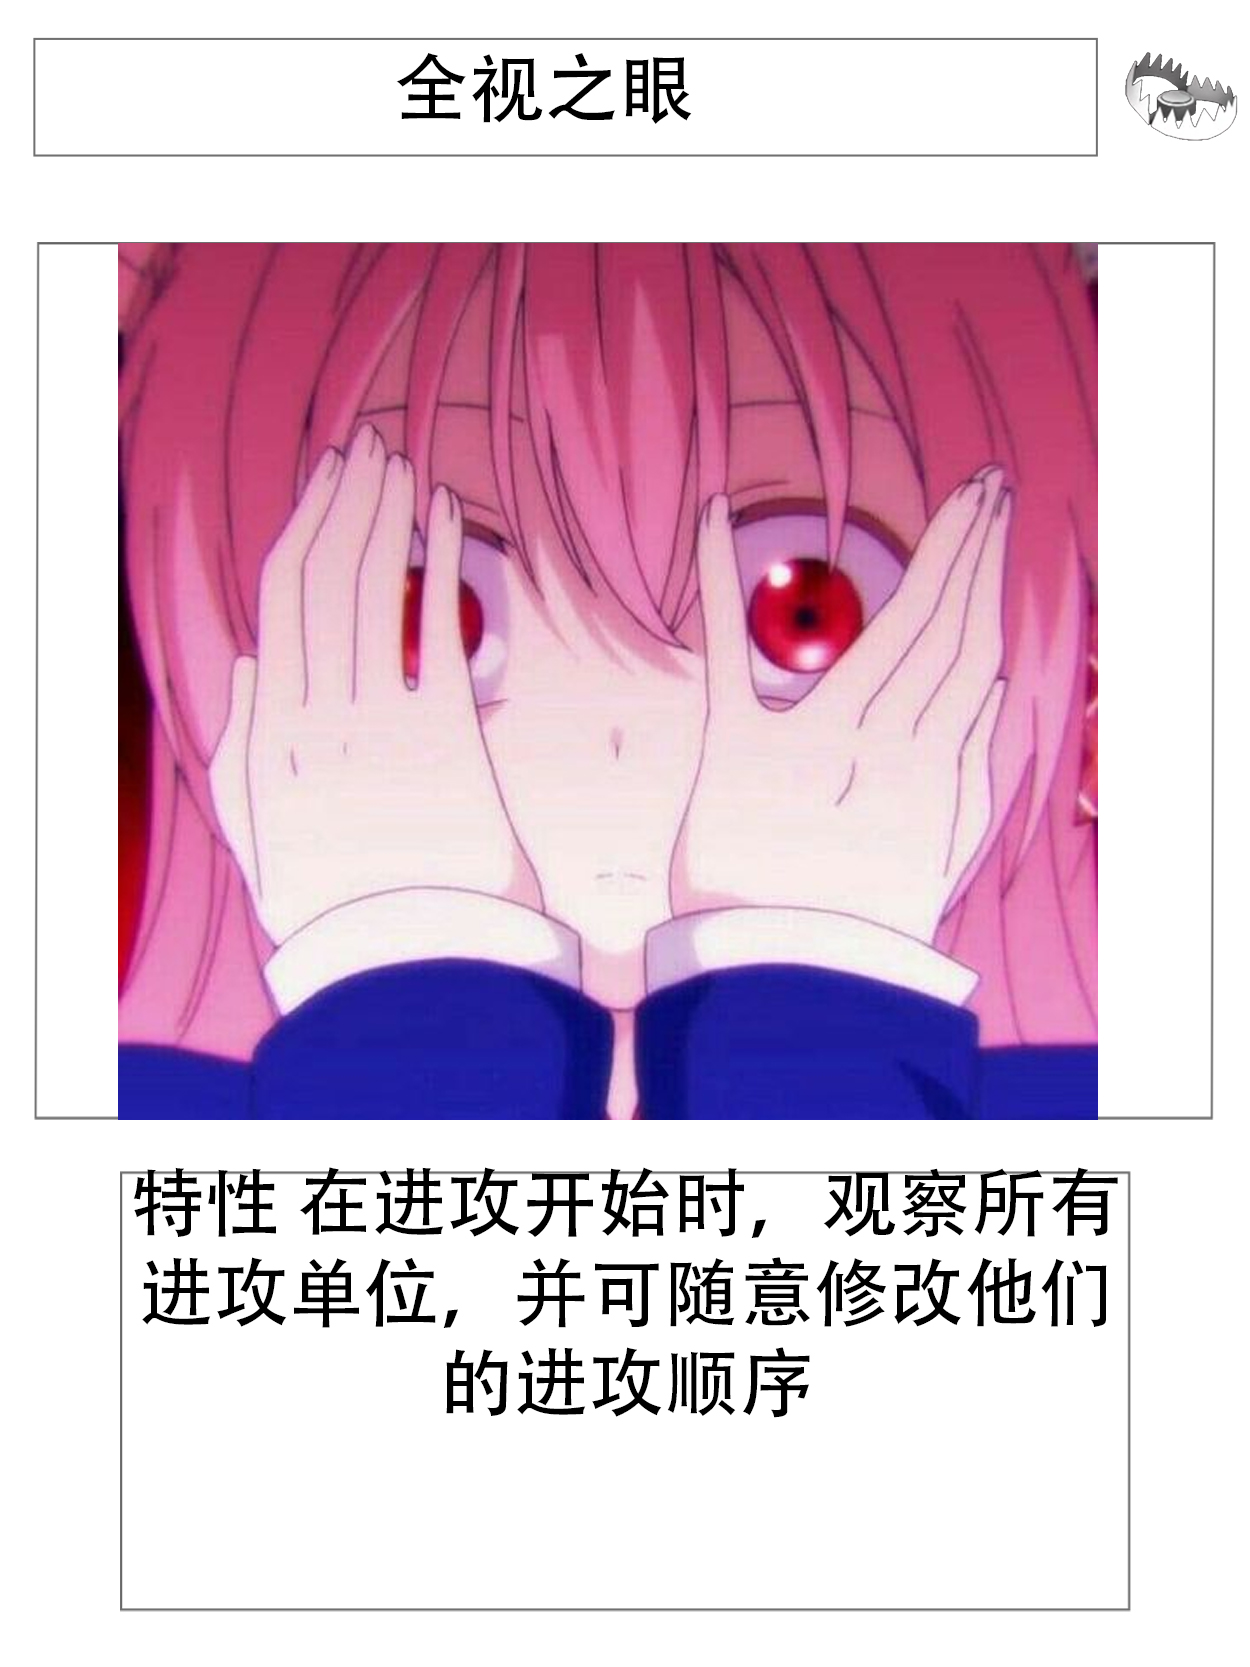 全视之眼
特性 在进攻开始时，观察所有
进攻单位，并可随意修改他们
的进攻顺序